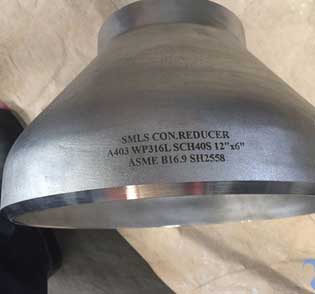 SMLS CON.REDUCER
A403 WP316L SCH40S 12"x6"
ASME B16.9 SH2558